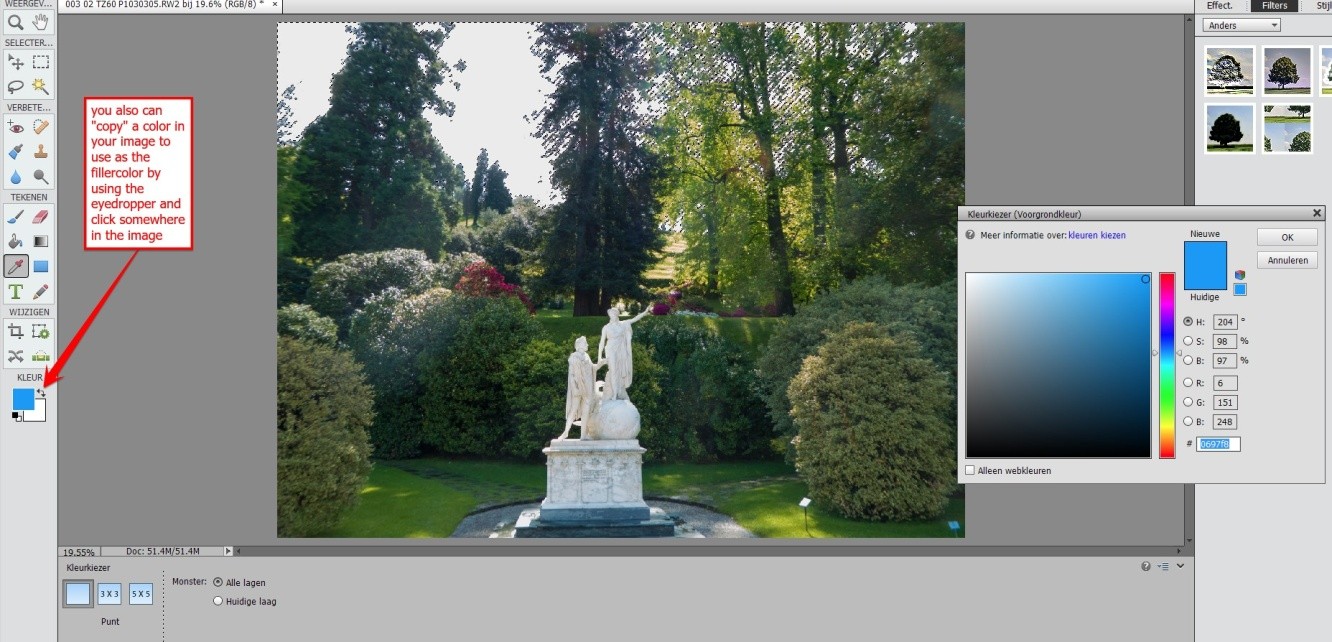 WEERGEV...
003 02 TZ60 P1030305.RW2 bij 19.6% (RGB/8) * ×
Effect. Filters Stijl
Anders
SELECTER...
VERBETE...
TEKENEN
T
WIJZIGEN
KLEUR
you also can
"copy" a color in
your image to
use as the
fillercolor by
using the
eyedropper and
click somewhere
in the image
Kleurkiezer (Voorgrondkleur)
Meer informatie over: kleuren kiezen
Nieuwe
Huidige
OK
Annuleren
H: 204 °
S: 98 %
B: 97 %
R: 6
G: 151
B: 248
# 0697f8
Alleen webkleuren
19.55% Doc: 51.4M/51.4M
Kleurkiezer
3 X 3 5 X 5
Punt
Monster: Alle lagen
Huidige laag